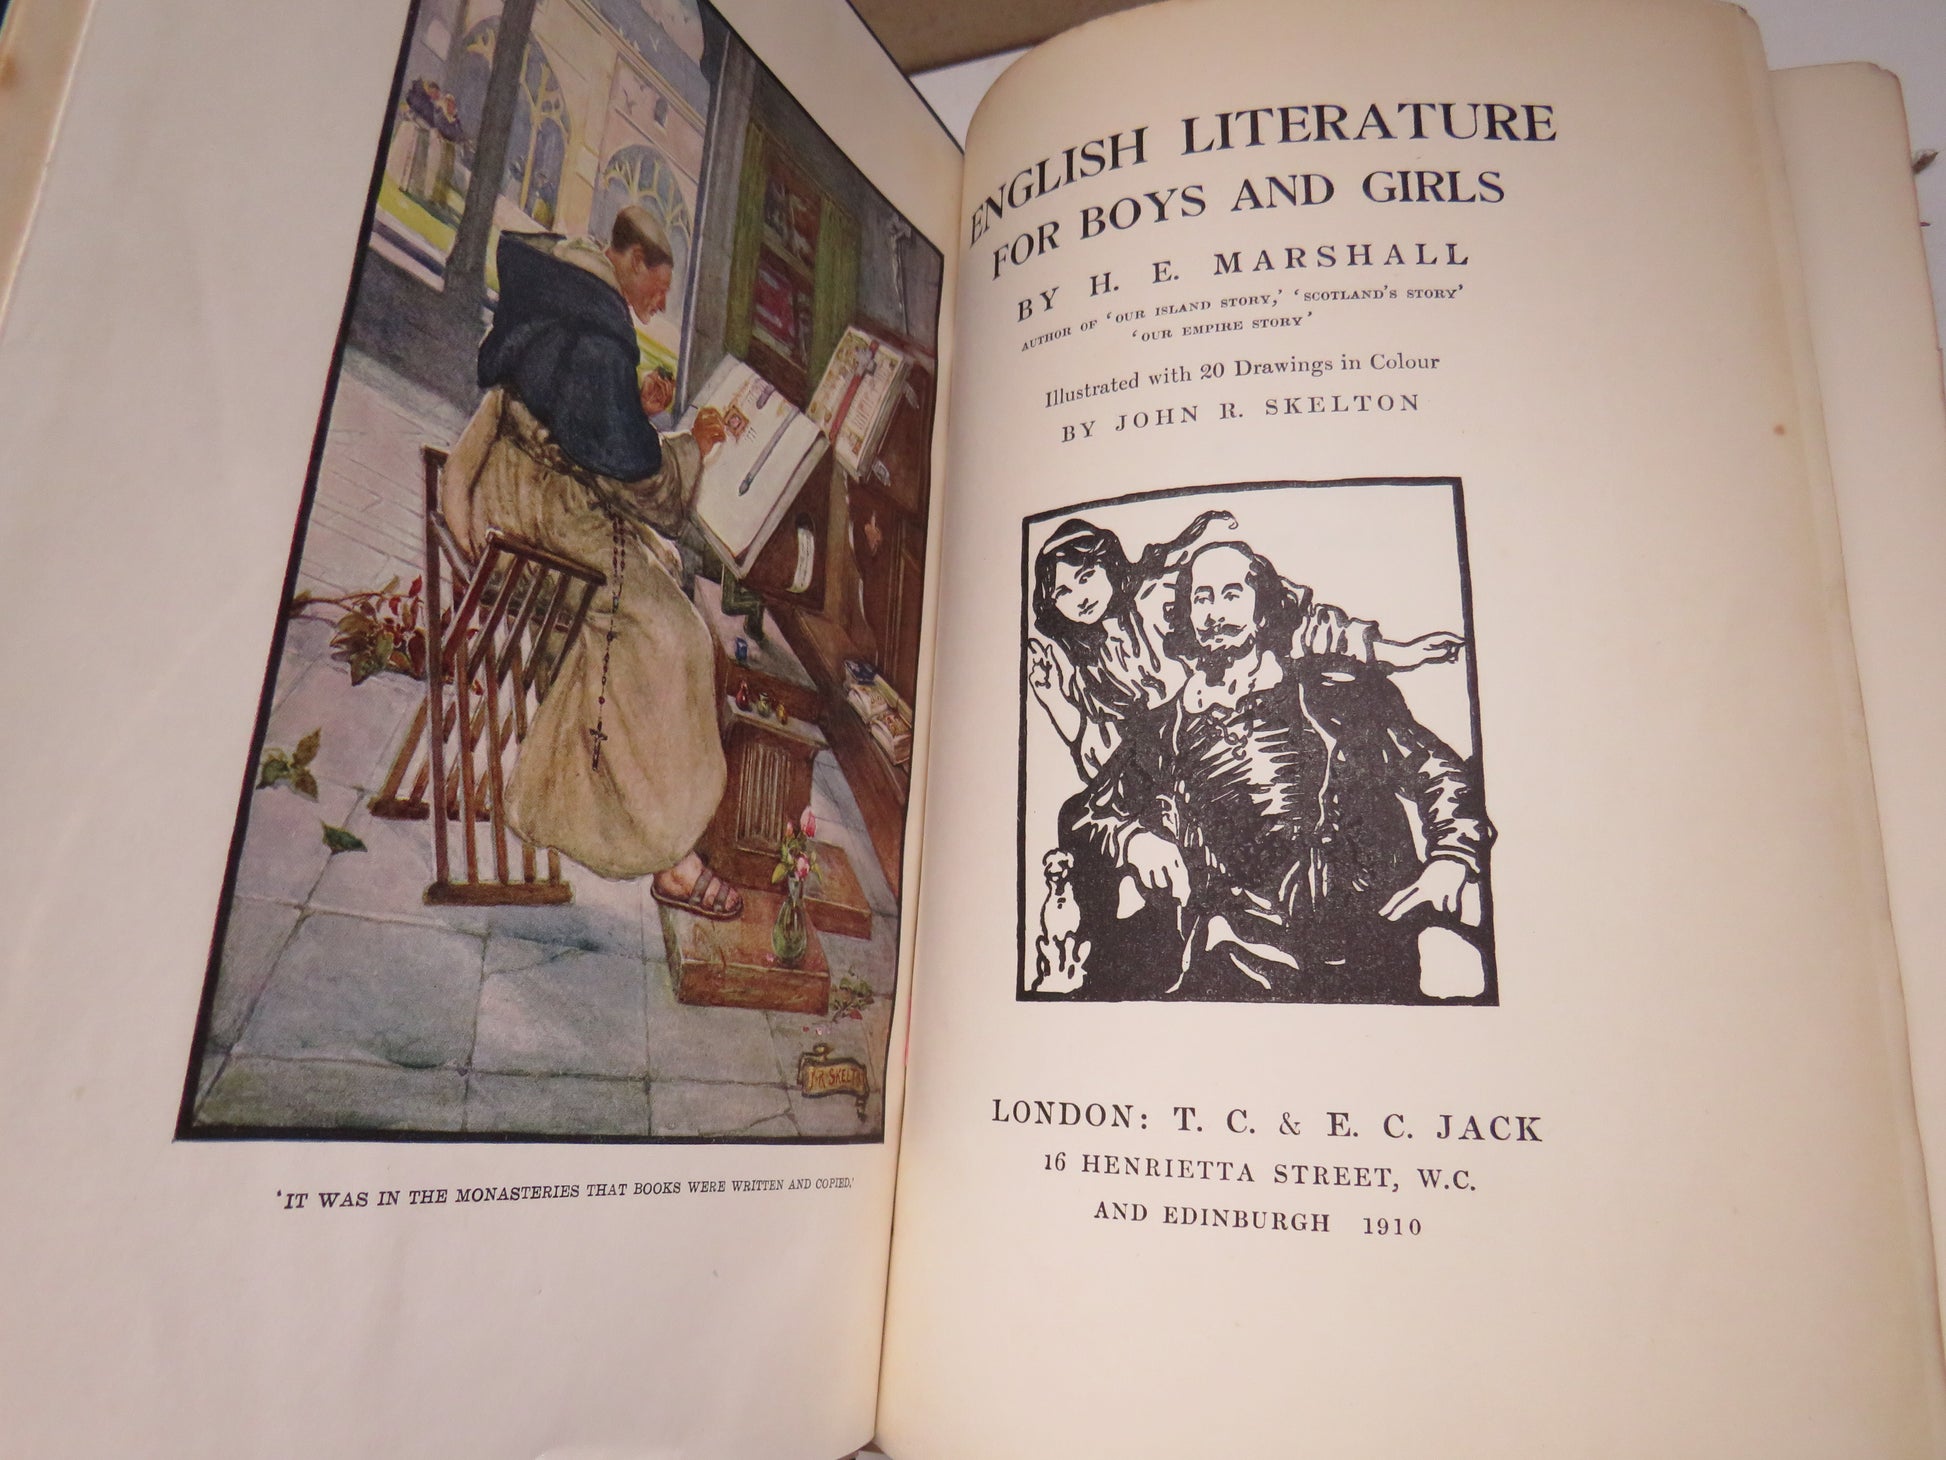 J.R. SKELTON
'IT WAS IN THE MONASTERIES THAT BOOKS WERE WRITTEN AND COPIED.'
ENGLISH LITERATURE
FOR BOYS AND GIRLS
BY H. E. MARSHALL
AUTHOR OF 'OUR ISLAND STORY,' 'SCOTLAND'S STORY'
'OUR EMPIRE STORY'
Illustrated with 20 Drawings in Colour
BY JOHN R. SKELTON
LONDON: T. C. & E. C. JACK
16 HENRIETTA STREET, W.C.
AND EDINBURGH 1910